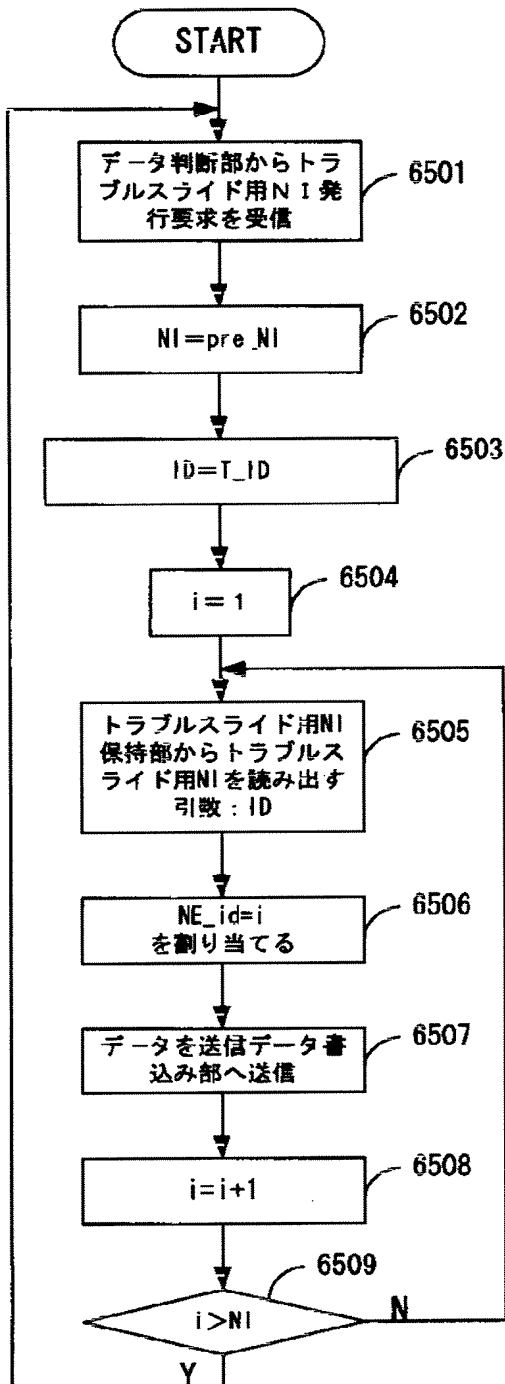 START
データ判断部からトラ
ブルスライド用NI発
行要求を受信
6501
NI=pre_NI
6502
ID=T_ID
6503
i=1
6504
トラブルスライド用NI
保持部からトラブルス
ライド用NIを読み出す
引数:ID
6505
NE_id=i
を割り当てる
6506
データを送信データ書
込み部へ送信
6507
i=i+1
6508
6509
i>NI
N
Y